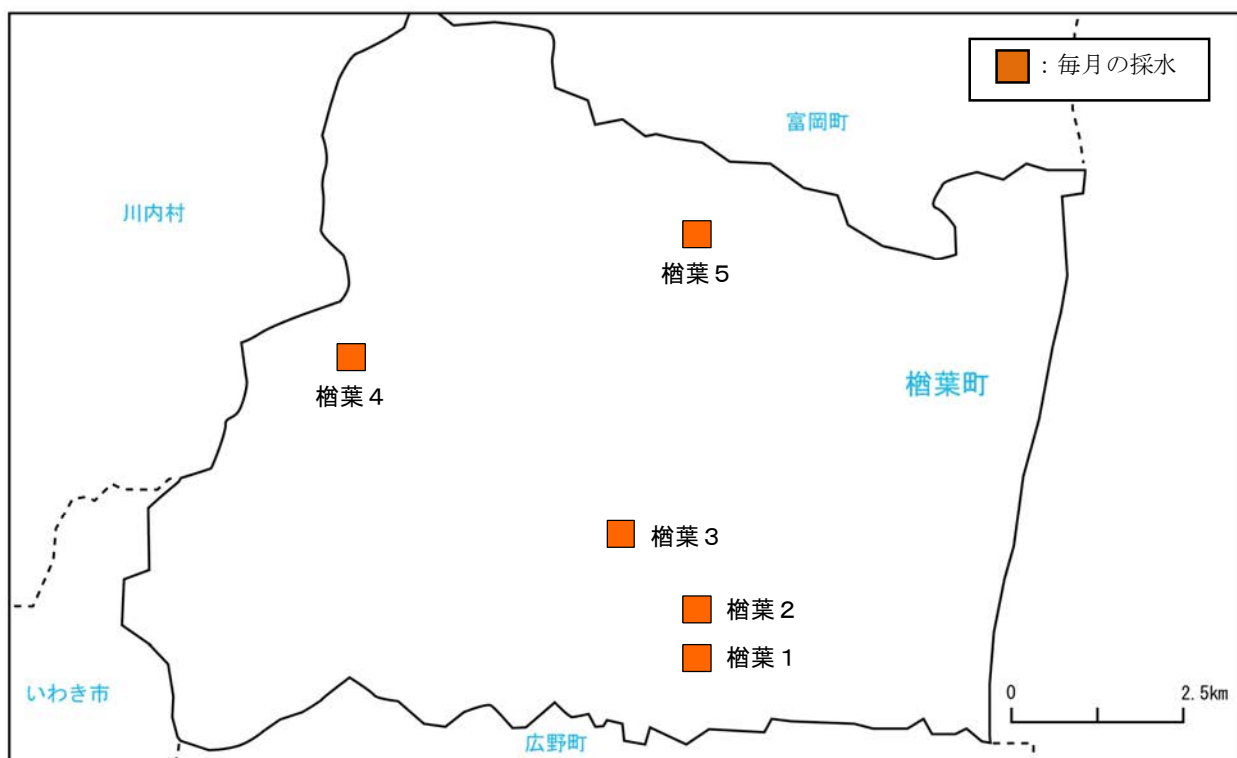 ：毎月の採水
富岡町
川内村
楢葉５
楢葉町
楢葉４
楢葉３
楢葉２
楢葉１
いわき市
0 2.5km
広野町